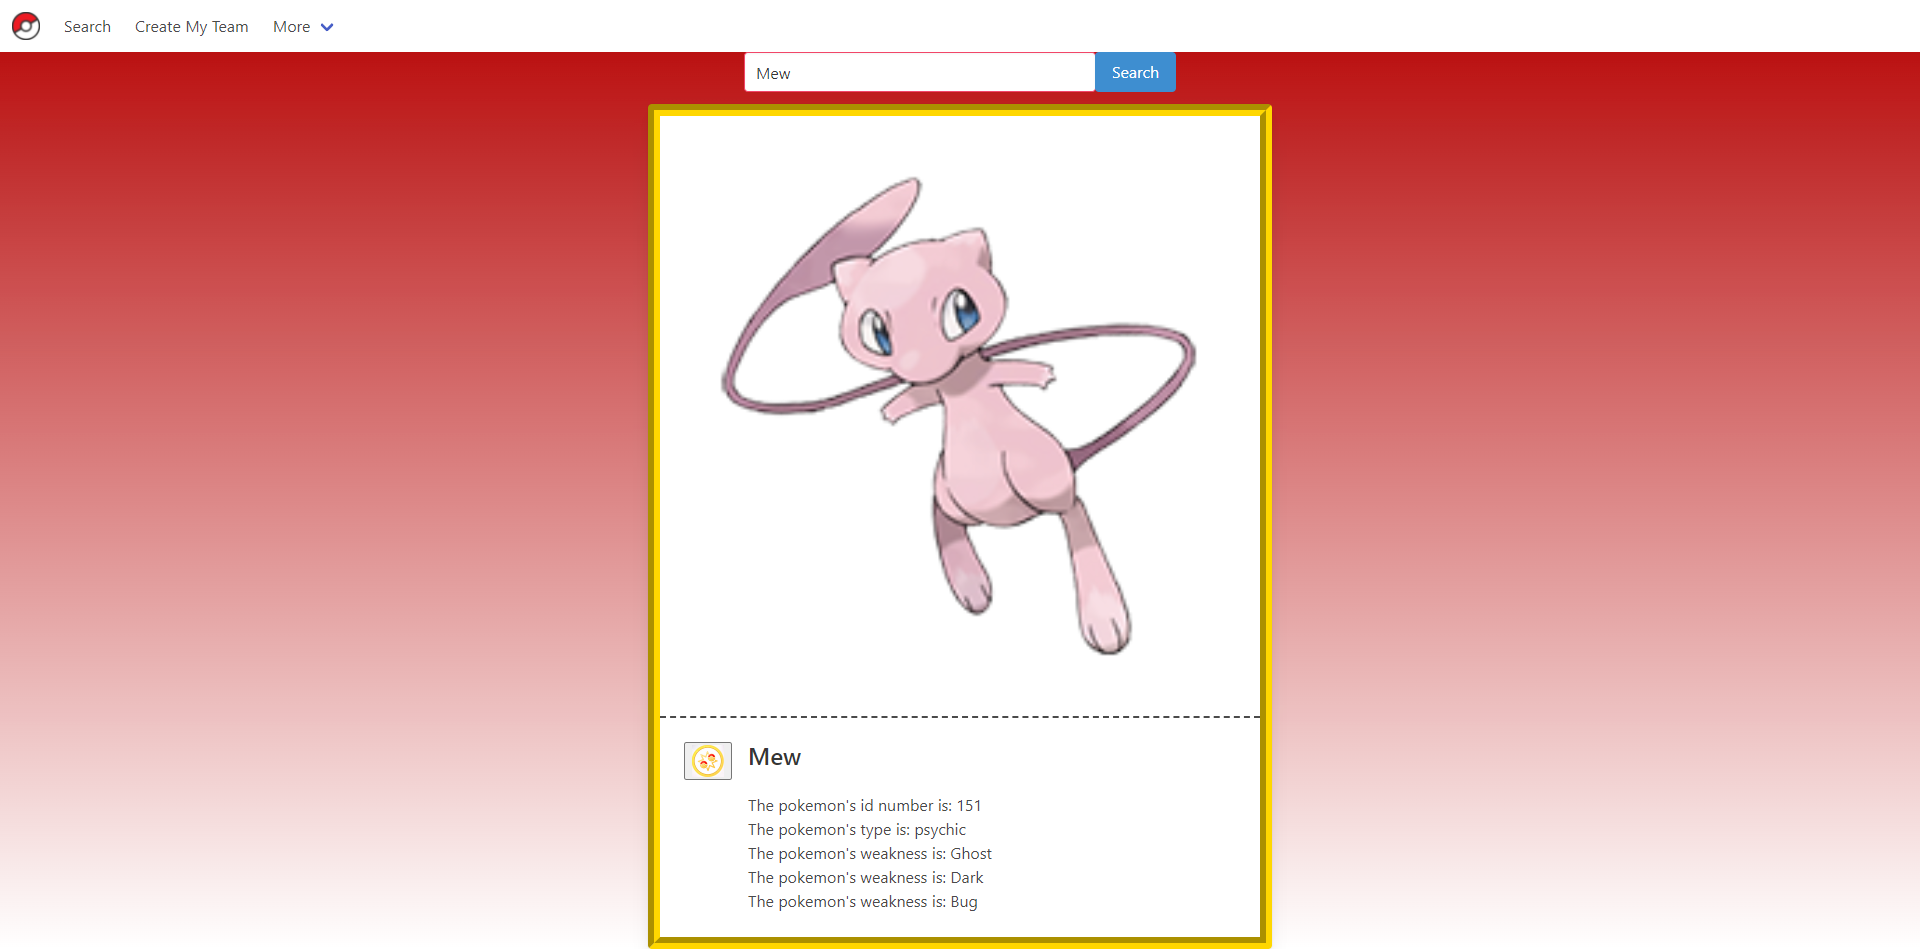 Search Create My Team More
Mew Search
Mew
The pokemon's id number is: 151
The pokemon's type is: psychic
The pokemon's weakness is: Ghost
The pokemon's weakness is: Dark
The pokemon's weakness is: Bug